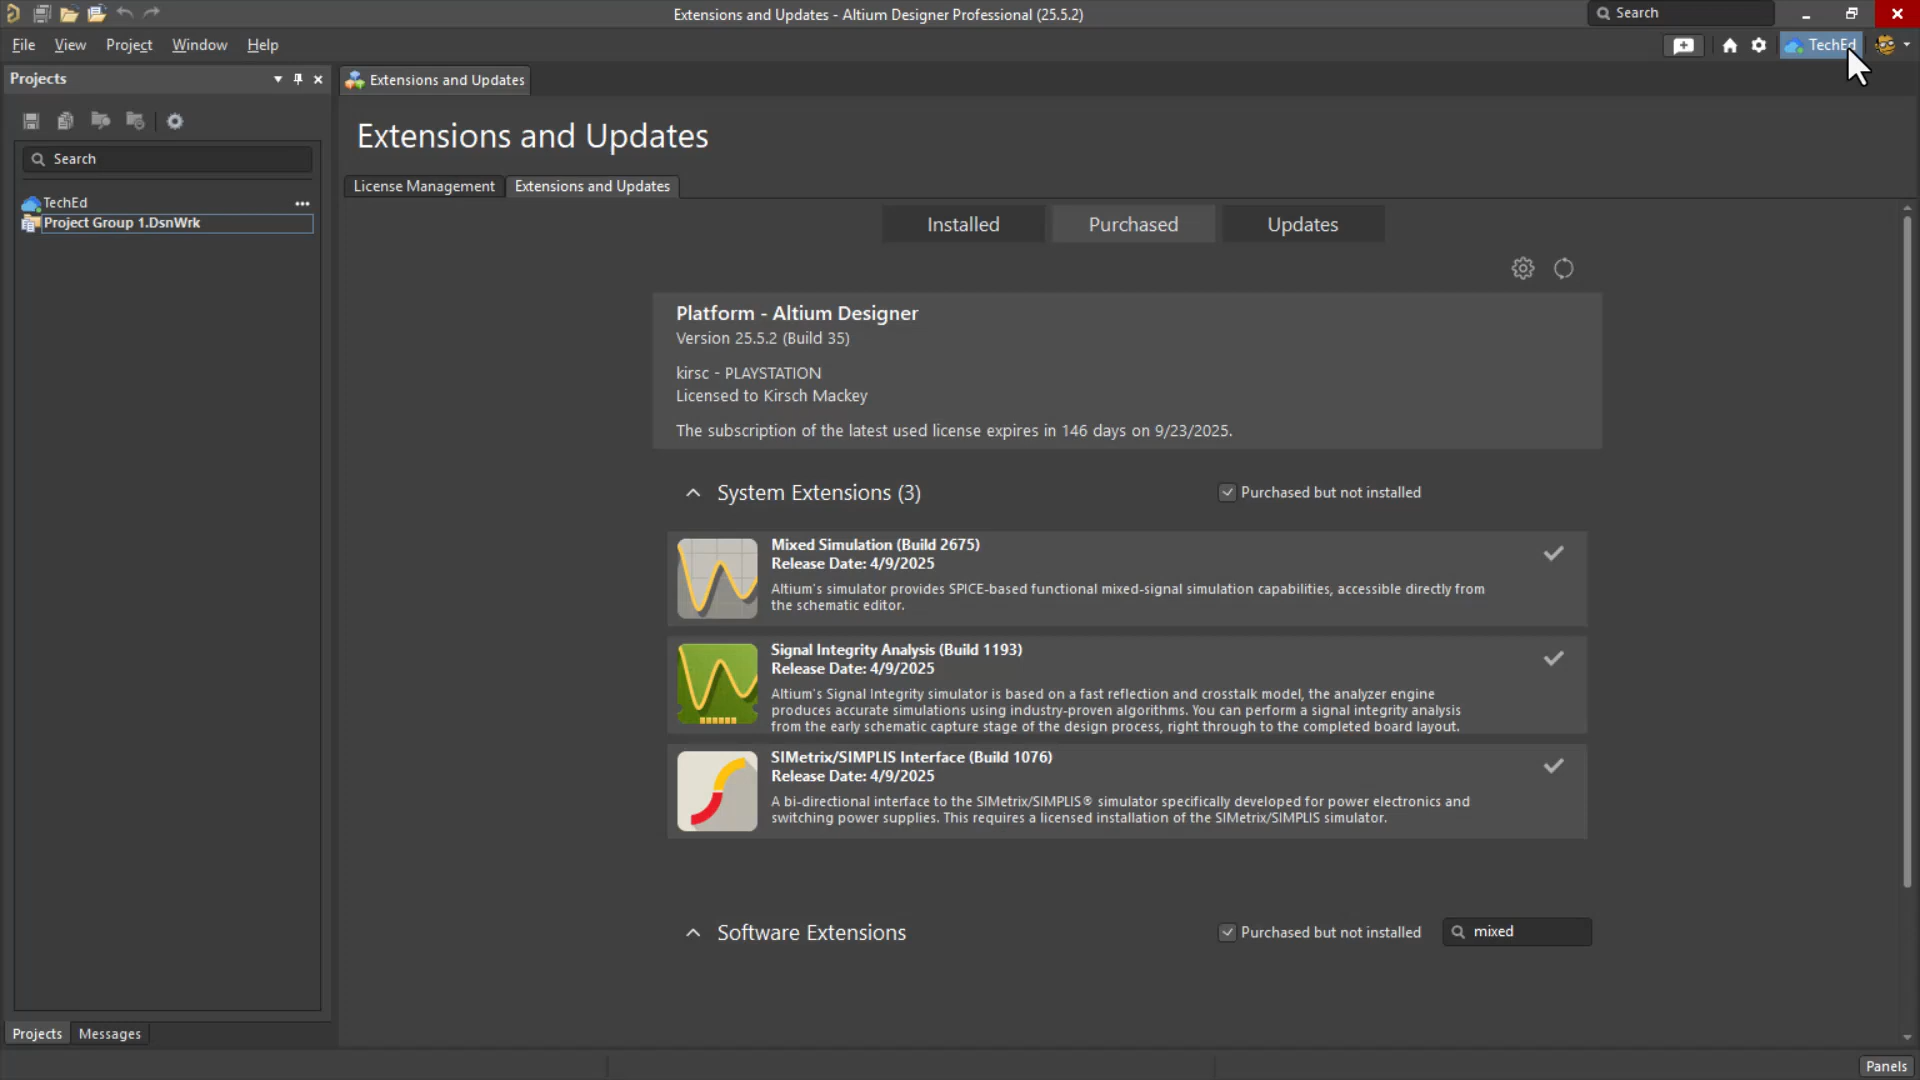 Extensions and Updates - Altium Designer Professional (25.5.2)
Search
File View Project Window Help
TechEd
Projects
Extensions and Updates
Search
TechEd
Project Group 1.DsnWrk
Extensions and Updates
License Management
Extensions and Updates
Installed
Purchased
Updates
Platform - Altium Designer
Version 25.5.2 (Build 35)
kirsc - PLAYSTATION
Licensed to Kirsch Mackey
The subscription of the latest used license expires in 146 days on 9/23/2025.
System Extensions (3)
Purchased but not installed
Mixed Simulation (Build 2675)
Release Date: 4/9/2025
Altium's simulator provides SPICE-based functional mixed-signal simulation capabilities, accessible directly from
the schematic editor.
Signal Integrity Analysis (Build 1193)
Release Date: 4/9/2025
Altium's Signal Integrity simulator is based on a fast reflection and crosstalk model, the analyzer engine
produces accurate simulations using industry-proven algorithms. You can perform a signal integrity analysis
from the early schematic capture stage of the design process, right through to the completed board layout.
SIMetrix/SIMPLIS Interface (Build 1076)
Release Date: 4/9/2025
A bi-directional interface to the SIMetrix/SIMPLIS® simulator specifically developed for power electronics and
switching power supplies. This requires a licensed installation of the SIMetrix/SIMPLIS simulator.
Software Extensions
Purchased but not installed
mixed
Projects
Messages
Panels